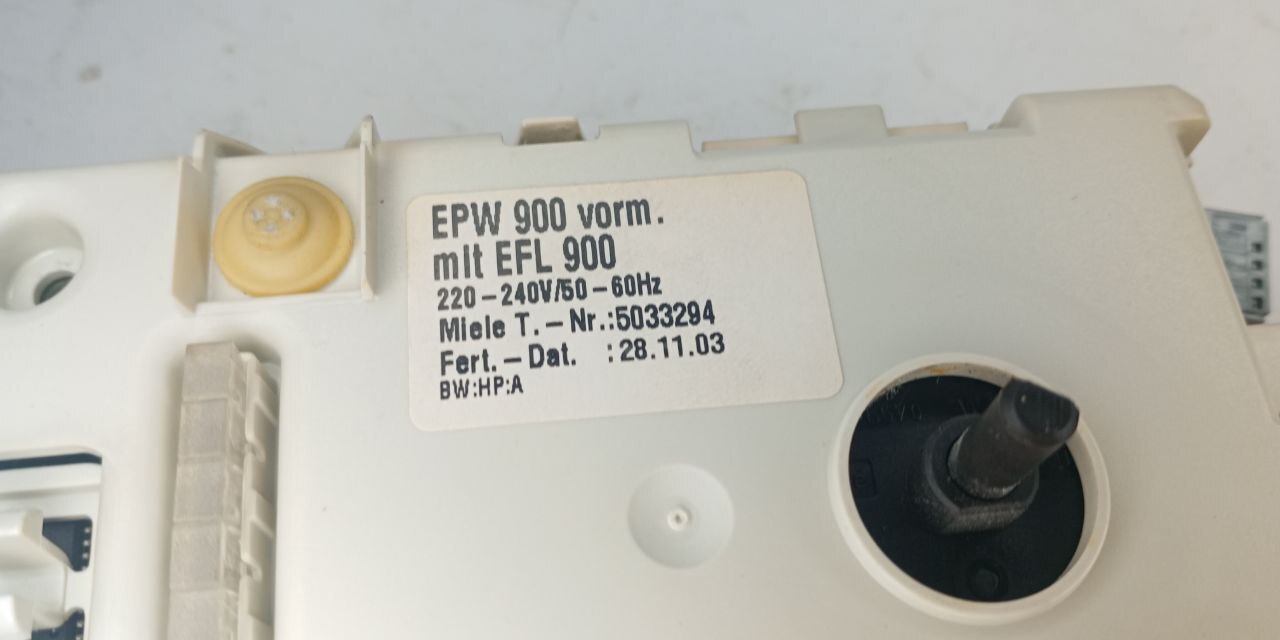 EPW 900 vorm.
mit EFL 900
220-240V/50-60Hz
Miele T.-Nr.:5033294
Fert.-Dat. :28.11.03
BW:HP:A